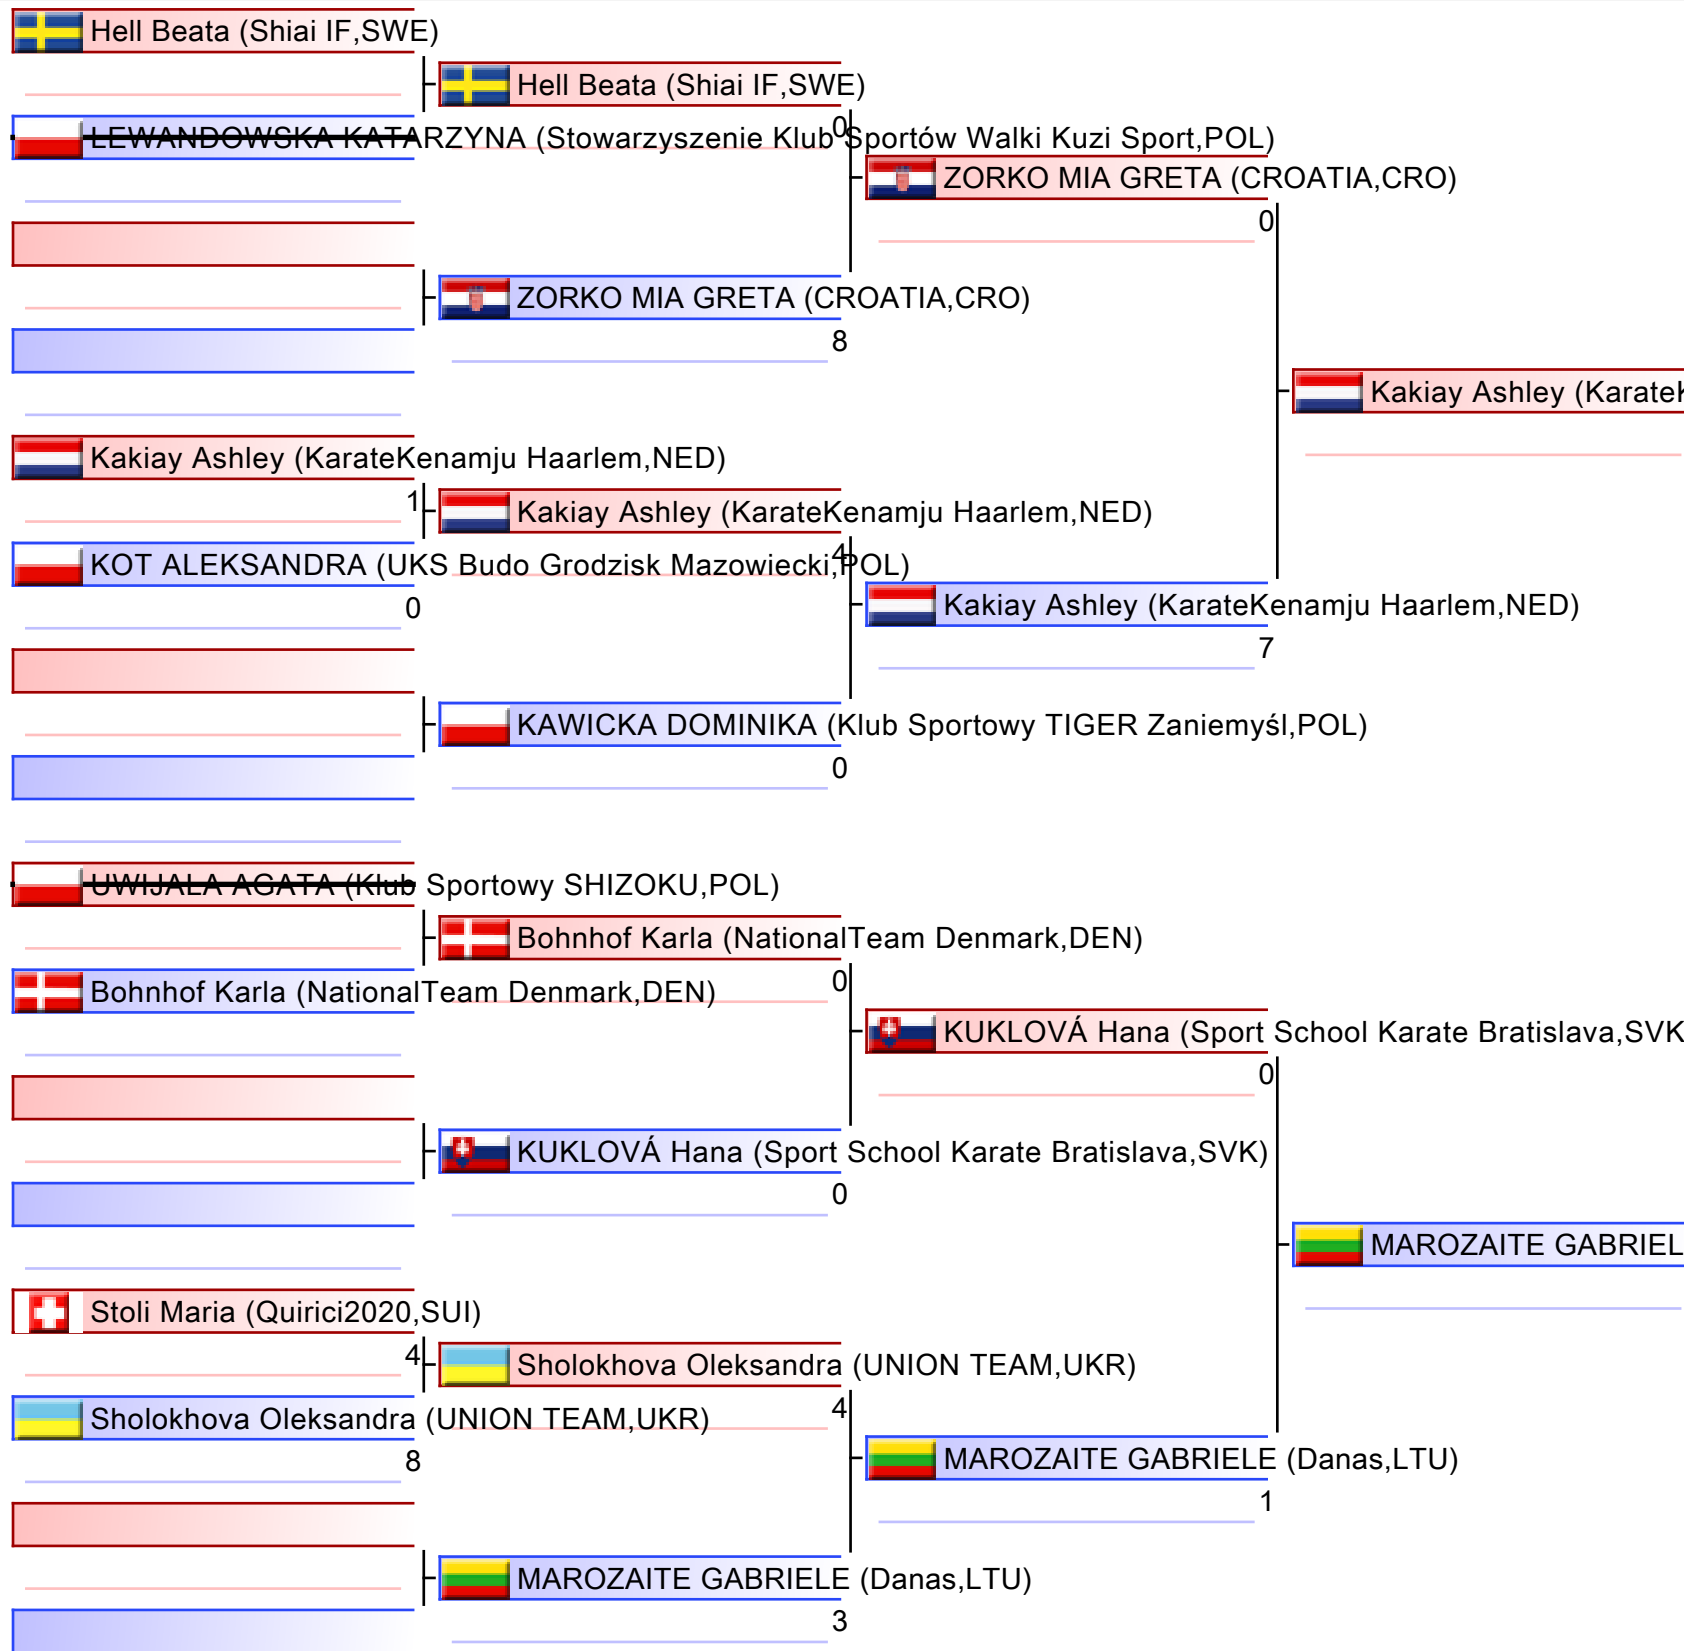 Hell Beata (Shiai IF,SWE)
Hell Beata (Shiai IF,SWE)
0
LEWANDOWSKA KATARZYNA (Stowarzyszenie Klub Sportów Walki Kuzi Sport,POL)
ZORKO MIA GRETA (CROATIA,CRO)
0
ZORKO MIA GRETA (CROATIA,CRO)
8
Kakiay Ashley (KarateK
Kakiay Ashley (KarateKenamju Haarlem,NED)
1
Kakiay Ashley (KarateKenamju Haarlem,NED)
4
KOT ALEKSANDRA (UKS Budo Grodzisk Mazowiecki,POL)
0
Kakiay Ashley (KarateKenamju Haarlem,NED)
7
KAWICKA DOMINIKA (Klub Sportowy TIGER Zaniemyśl,POL)
0
UWIJALA AGATA (Klub Sportowy SHIZOKU,POL)
Bohnhof Karla (NationalTeam Denmark,DEN)
0
Bohnhof Karla (NationalTeam Denmark,DEN)
KUKLOVÁ Hana (Sport School Karate Bratislava,SVK
0
KUKLOVÁ Hana (Sport School Karate Bratislava,SVK)
0
MAROZAITE GABRIEL
Stoli Maria (Quirici2020,SUI)
4
Sholokhova Oleksandra (UNION TEAM,UKR)
4
Sholokhova Oleksandra (UNION TEAM,UKR)
8
MAROZAITE GABRIELE (Danas,LTU)
1
MAROZAITE GABRIELE (Danas,LTU)
3